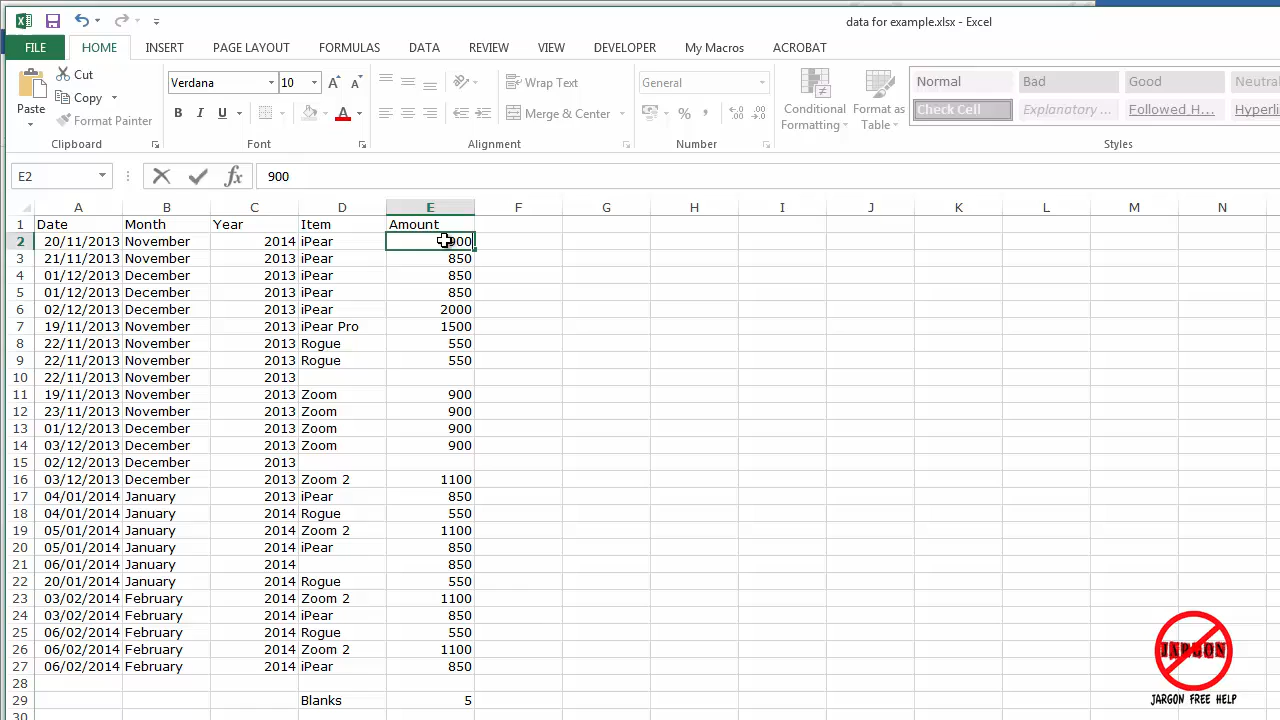 data for example.xlsx - Excel
FILE HOME INSERT PAGE LAYOUT FORMULAS DATA REVIEW VIEW DEVELOPER My Macros ACROBAT
Paste
Cut
Copy
Format Painter
Clipboard
Verdana 10
B I U
Font
Wrap Text
Merge & Center
Alignment
General
%
Number
Conditional Formatting
Format as Table
Normal Bad Good Neutral
Check Cell Explanatory ... Followed H... Hyperli
Styles
E2 fx 900
A B C D E F G H I J K L M N
1 Date Month Year Item Amount
2 20/11/2013 November 2014 iPear 900
3 21/11/2013 November 2013 iPear 850
4 01/12/2013 December 2013 iPear 850
5 01/12/2013 December 2013 iPear 850
6 02/12/2013 December 2013 iPear 2000
7 19/11/2013 November 2013 iPear Pro 1500
8 22/11/2013 November 2013 Rogue 550
9 22/11/2013 November 2013 Rogue 550
10 22/11/2013 November 2013
11 19/11/2013 November 2013 Zoom 900
12 23/11/2013 November 2013 Zoom 900
13 01/12/2013 December 2013 Zoom 900
14 03/12/2013 December 2013 Zoom 900
15 02/12/2013 December 2013
16 03/12/2013 December 2013 Zoom 2 1100
17 04/01/2014 January 2013 iPear 850
18 04/01/2014 January 2014 Rogue 550
19 05/01/2014 January 2014 Zoom 2 1100
20 05/01/2014 January 2014 iPear 850
21 06/01/2014 January 2014 850
22 20/01/2014 January 2014 Rogue 550
23 03/02/2014 February 2014 Zoom 2 1100
24 03/02/2014 February 2014 iPear 850
25 06/02/2014 February 2014 Rogue 550
26 06/02/2014 February 2014 Zoom 2 1100
27 06/02/2014 February 2014 iPear 850
28
29 Blanks 5
30
JARGON
JARGON FREE HELP